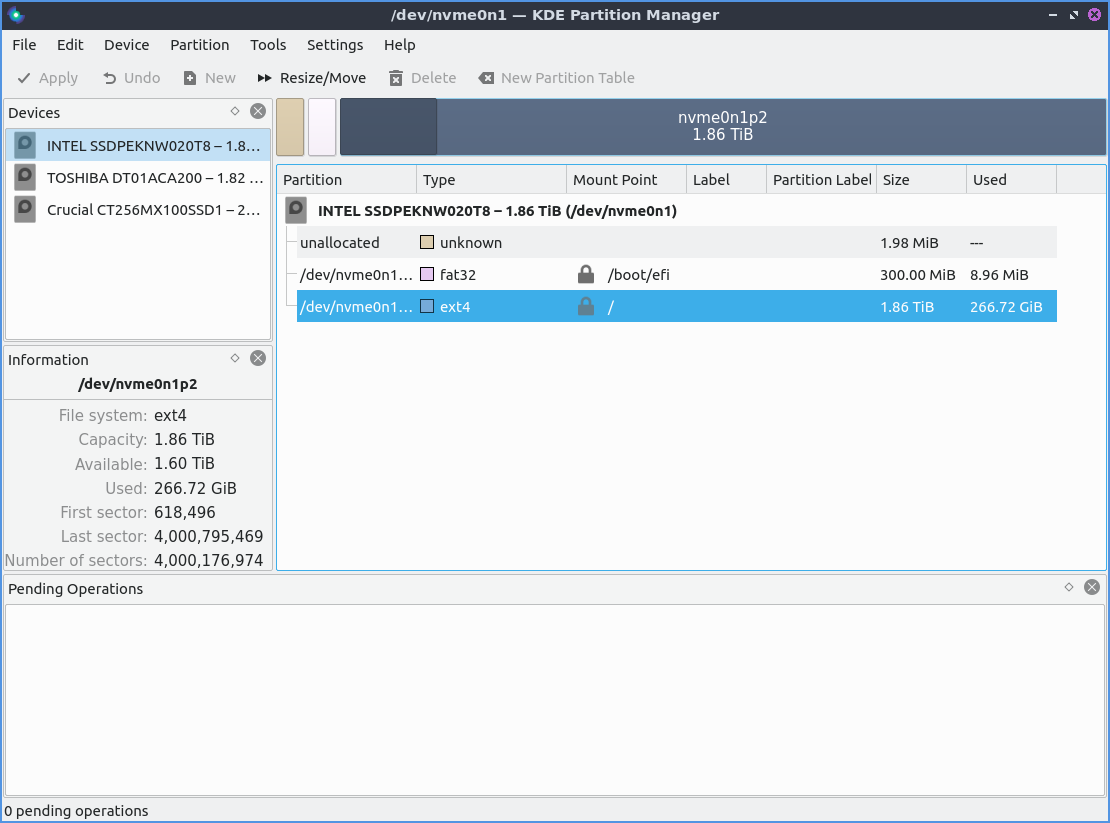 /dev/nvme0n1 — KDE Partition Manager
File Edit Device Partition Tools Settings Help
Apply Undo New Resize/Move Delete New Partition Table
Devices
INTEL SSDPEKNW020T8 – 1.8...
TOSHIBA DT01ACA200 – 1.82 ...
Crucial CT256MX100SSD1 – 2...
nvme0n1p2
1.86 TiB
Partition Type Mount Point Label Partition Label Size Used
INTEL SSDPEKNW020T8 – 1.86 TiB (/dev/nvme0n1)
unallocated unknown 1.98 MiB ---
/dev/nvme0n1... fat32 /boot/efi 300.00 MiB 8.96 MiB
/dev/nvme0n1... ext4 / 1.86 TiB 266.72 GiB
Information
/dev/nvme0n1p2
File system: ext4
Capacity: 1.86 TiB
Available: 1.60 TiB
Used: 266.72 GiB
First sector: 618,496
Last sector: 4,000,795,469
Number of sectors: 4,000,176,974
Pending Operations
0 pending operations